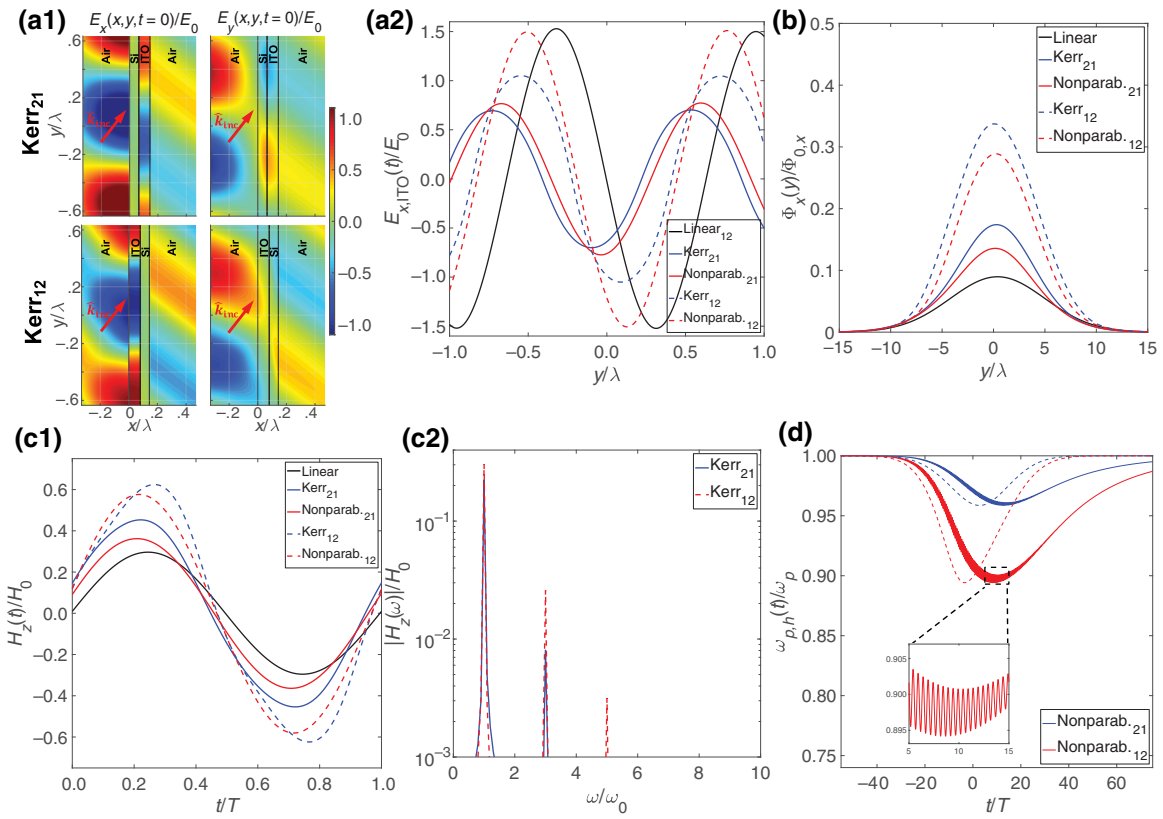 (a1)
E_x(x,y,t=0)/E_0
E_y(x,y,t=0)/E_0
Kerr_21
y/λ
.6
.2
-.2
-.6
Air
Si
ITO
Air
k̂_inc
Air
Si
ITO
Air
k̂_inc
Kerr_12
y/λ
.6
.2
-.2
-.6
Air
ITO
Si
Air
k̂_inc
Air
ITO
Si
Air
k̂_inc
-.2 0 .2 .4
x/λ
-.2 0 .2 .4
x/λ
1.0
0.5
0.0
−0.5
−1.0
(a2)
E_x,ITO(t)/E_0
1.5
1.0
0.5
0.0
-0.5
-1.0
-1.5
Linear_12
Kerr_21
Nonparab._21
Kerr_12
Nonparab._12
-1.0 -0.5 0.0 0.5 1.0
y/λ
(b)
Φ_x(y)/Φ_0,x
0.5
0.4
0.3
0.2
0.1
0
Linear
Kerr_21
Nonparab._21
Kerr_12
Nonparab._12
-15 -10 -5 0 5 10 15
y/λ
(c1)
H_z(t)/H_0
0.6
0.4
0.2
0.0
−0.2
−0.4
−0.6
Linear
Kerr_21
Nonparab._21
Kerr_12
Nonparab._12
0.0 0.2 0.4 0.6 0.8 1.0
t/T
(c2)
|H_z(ω)|/H_0
10^-1
10^-2
10^-3
Kerr_21
Kerr_12
0 2 4 6 8 10
ω/ω_0
(d)
ω_p,h(t)/ω_p
1.00
0.95
0.90
0.85
0.80
0.75
0.905
0.900
0.895
5 10 15
Nonparab._21
Nonparab._12
-40 -20 0 20 40 60
t/T